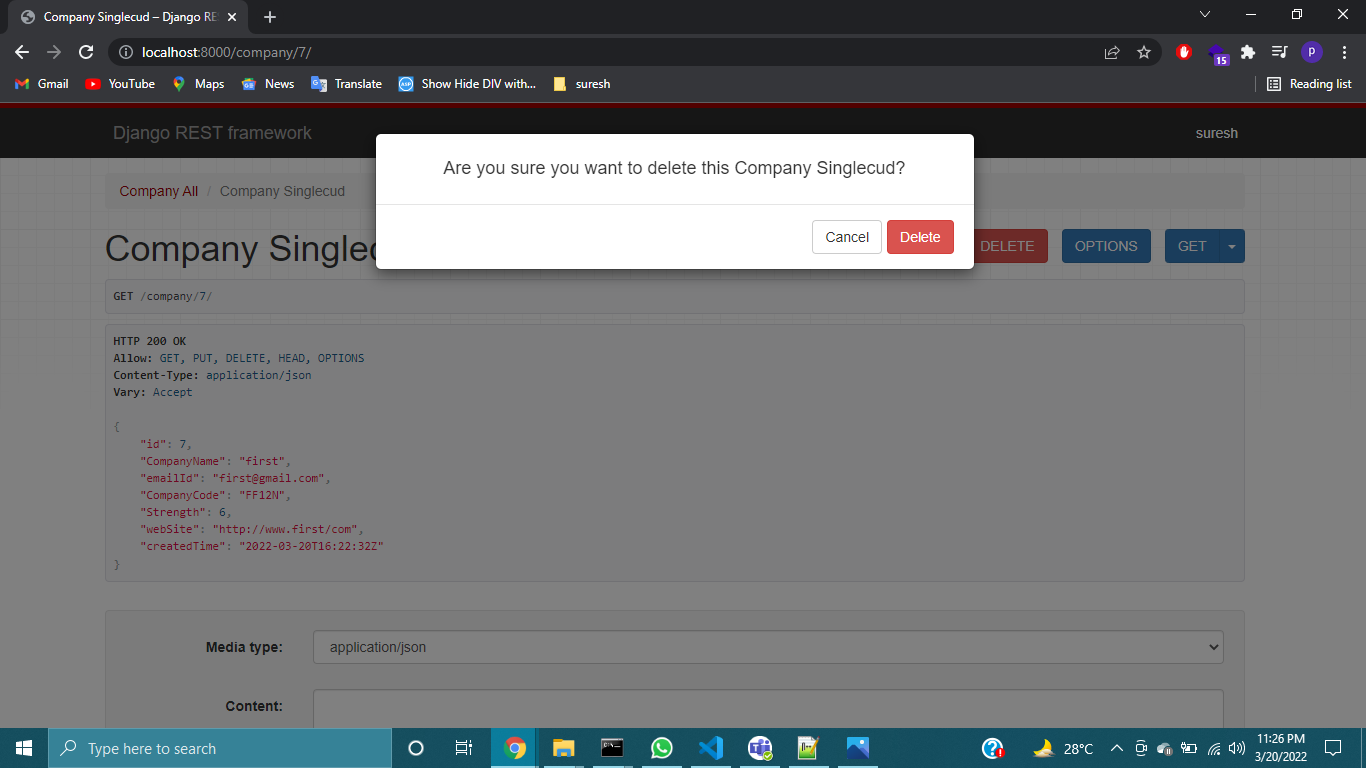 Company Singlecud – Django RE
localhost:8000/company/7/
15
p
Gmail
YouTube
Maps
News
Translate
Show Hide DIV with...
suresh
Reading list
Django REST framework
suresh
Are you sure you want to delete this Company Singlecud?
Cancel
Delete
Company All / Company Singlecud
Company Singlec
DELETE
OPTIONS
GET
GET /company/7/
HTTP 200 OK
Allow: GET, PUT, DELETE, HEAD, OPTIONS
Content-Type: application/json
Vary: Accept
{
"id": 7,
"CompanyName": "first",
"emailId": "first@gmail.com",
"CompanyCode": "FF12N",
"Strength": 6,
"webSite": "http://www.first/com",
"createdTime": "2022-03-20T16:22:32Z"
}
Media type:
application/json
Content:
Type here to search
28°C
11:26 PM
3/20/2022